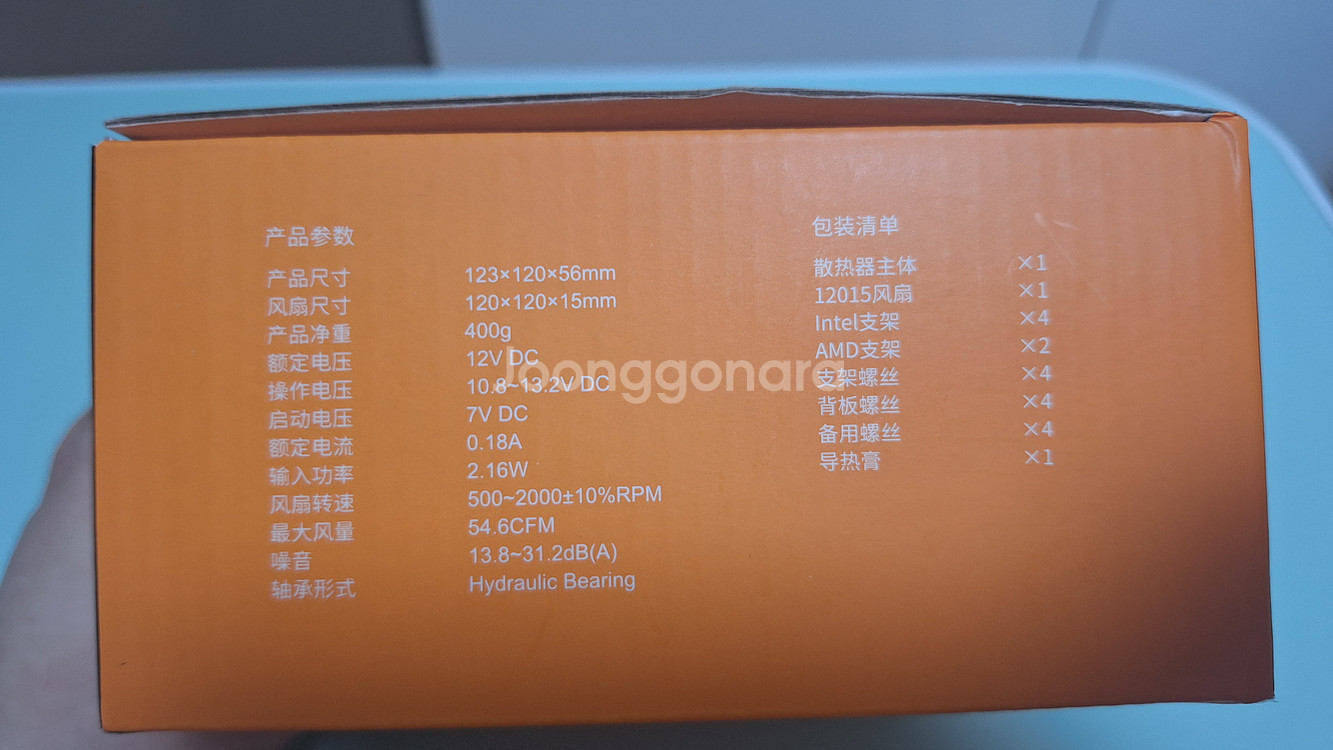 产品参数
产品尺寸 123×120×56mm
风扇尺寸 120×120×15mm
产品净重 400g
额定电压 12V DC
操作电压 10.8~13.2V DC
启动电压 7V DC
额定电流 0.18A
输入功率 2.16W
风扇转速 500~2000±10%RPM
最大风量 54.6CFM
噪音 13.8~31.2dB(A)
轴承形式 Hydraulic Bearing
包装清单
散热器主体 ×1
12015风扇 ×1
Intel支架 ×4
AMD支架 ×2
支架螺丝 ×4
背板螺丝 ×4
备用螺丝 ×4
导热膏 ×1
Joonggonara